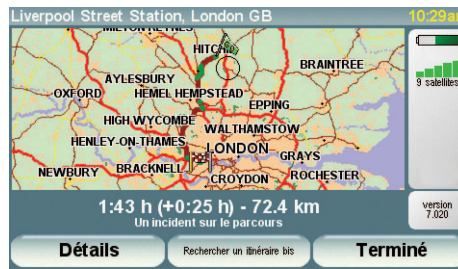 Liverpool Street Station, London GB
10:29am
MILTON KEYNES
HITCHIN
BRAINTREE
AYLESBURY
OXFORD
HEMEL HEMPSTEAD
EPPING
HIGH WYCOMBE
WALTHAMSTOW
HENLEY-ON-THAMES
LONDON
GRAYS
NEWBURY
BRACKNELL
CROYDON
ROCHESTER
9 satellites
1:43 h (+0:25 h) - 72.4 km
Un incident sur le parcours
version
7.020
Détails
Rechercher un itinéraire bis
Terminé